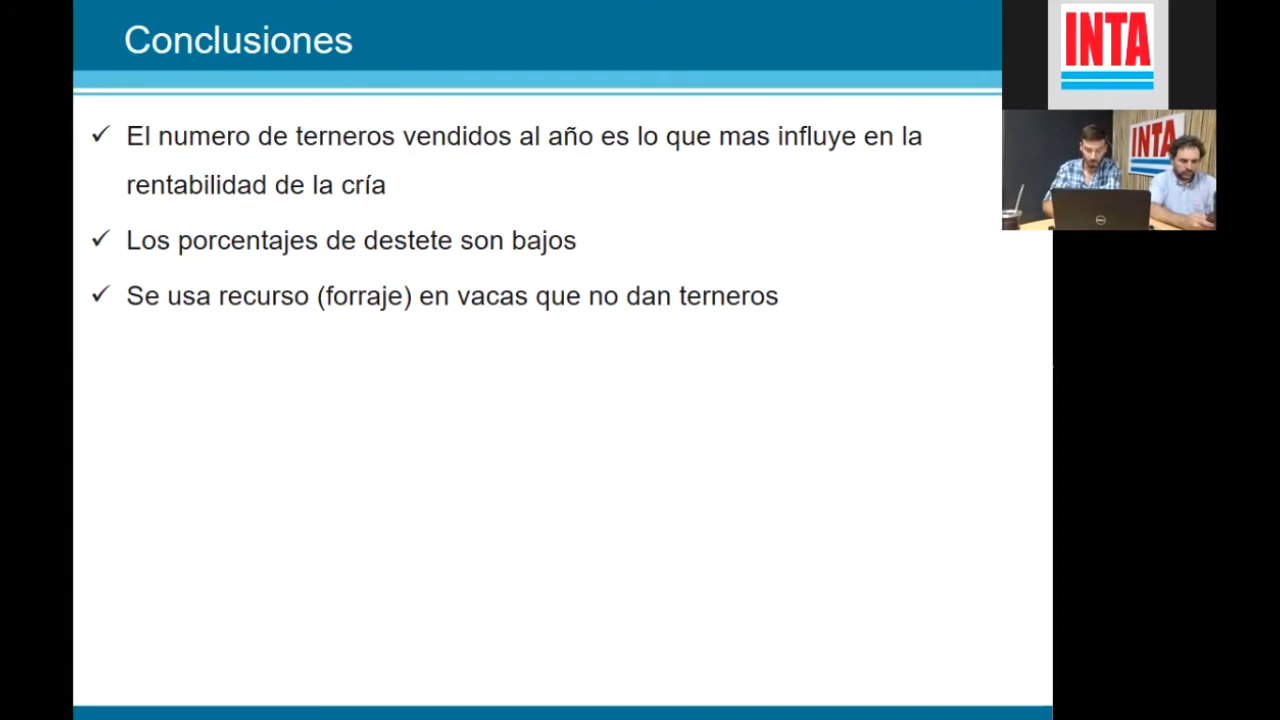 Conclusiones
✓ El numero de terneros vendidos al año es lo que mas influye en la
rentabilidad de la cría
✓ Los porcentajes de destete son bajos
✓ Se usa recurso (forraje) en vacas que no dan terneros
INTA
INTA
DELL